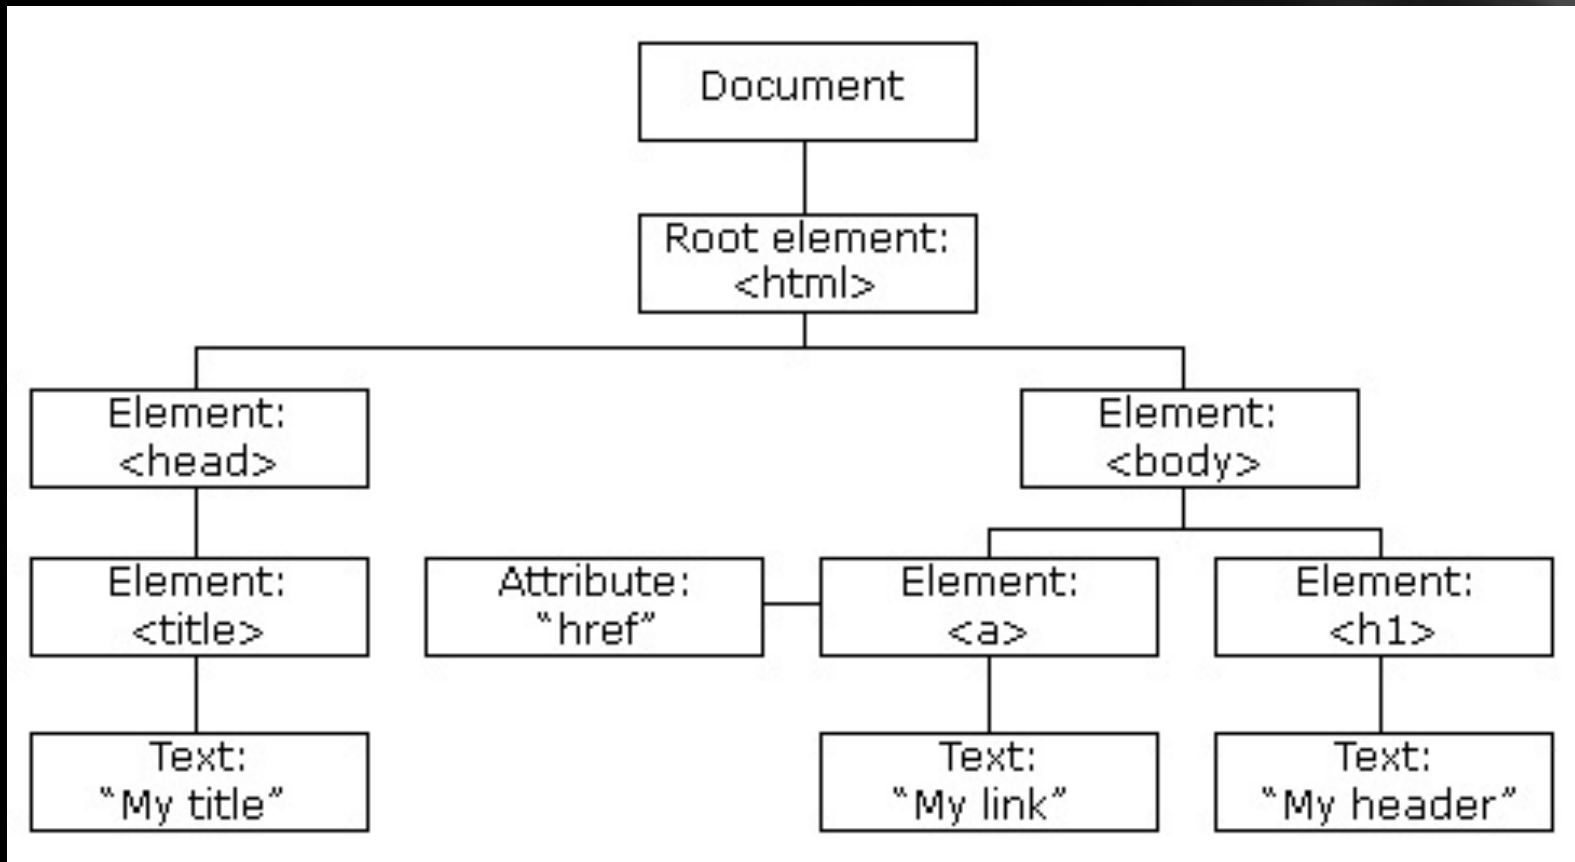 Document
Root element:
<html>
Element:
<head>
Element:
<body>
Element:
<title>
Attribute:
“href”
Element:
<a>
Element:
<h1>
Text:
“My title”
Text:
“My link”
Text:
“My header”